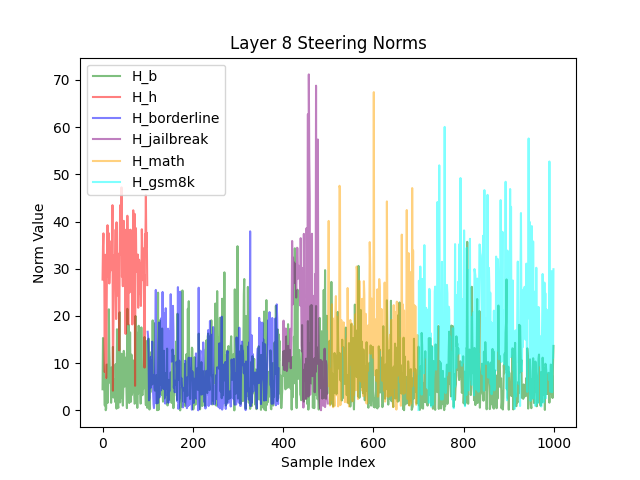 Layer 8 Steering Norms
H_b
H_h
H_borderline
H_jailbreak
H_math
H_gsm8k
Norm Value
70
60
50
40
30
20
10
0
0 200 400 600 800 1000
Sample Index